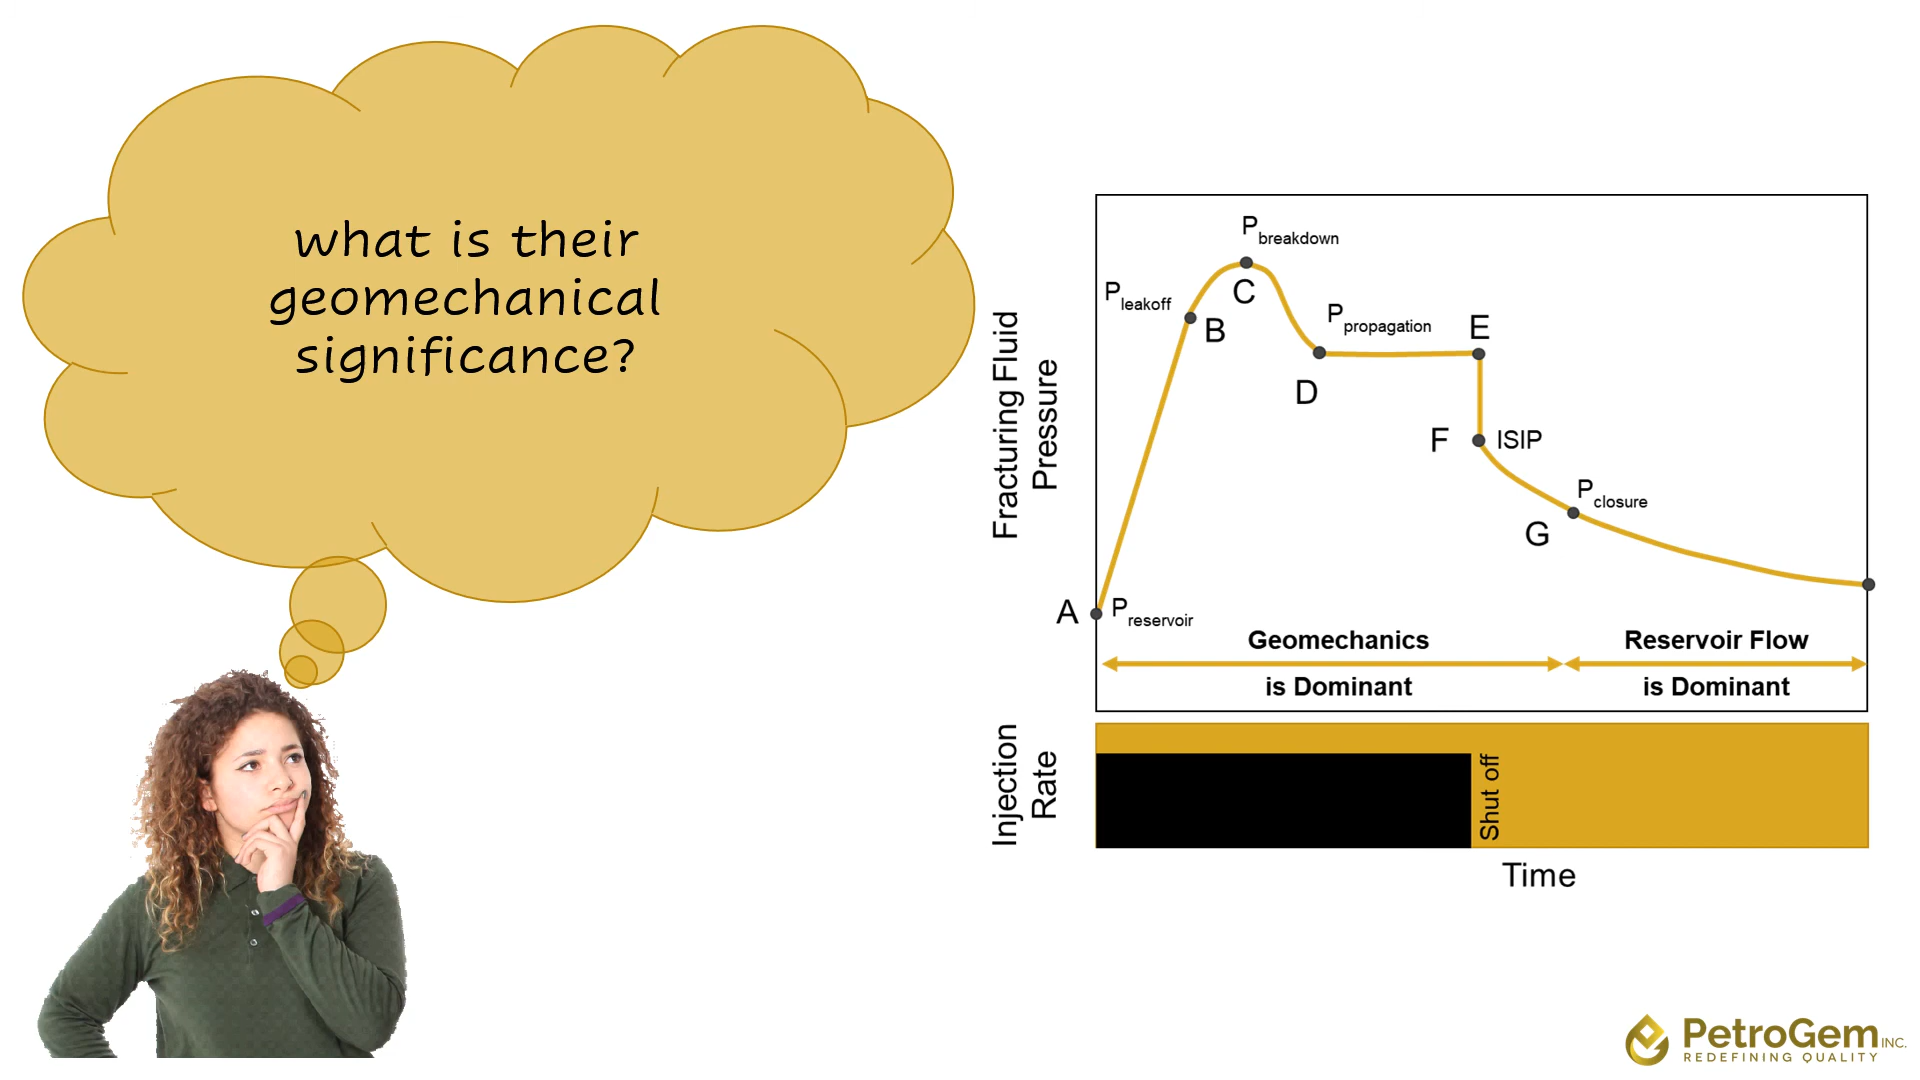 what is their
geomechanical
significance?
Fracturing Fluid
Pressure
P breakdown
P leakoff
C
B
P propagation
E
D
F
ISIP
P closure
G
A
P reservoir
Geomechanics
is Dominant
Reservoir Flow
is Dominant
Injection
Rate
Shut off
Time
PetroGem INC.
REDEFINING QUALITY